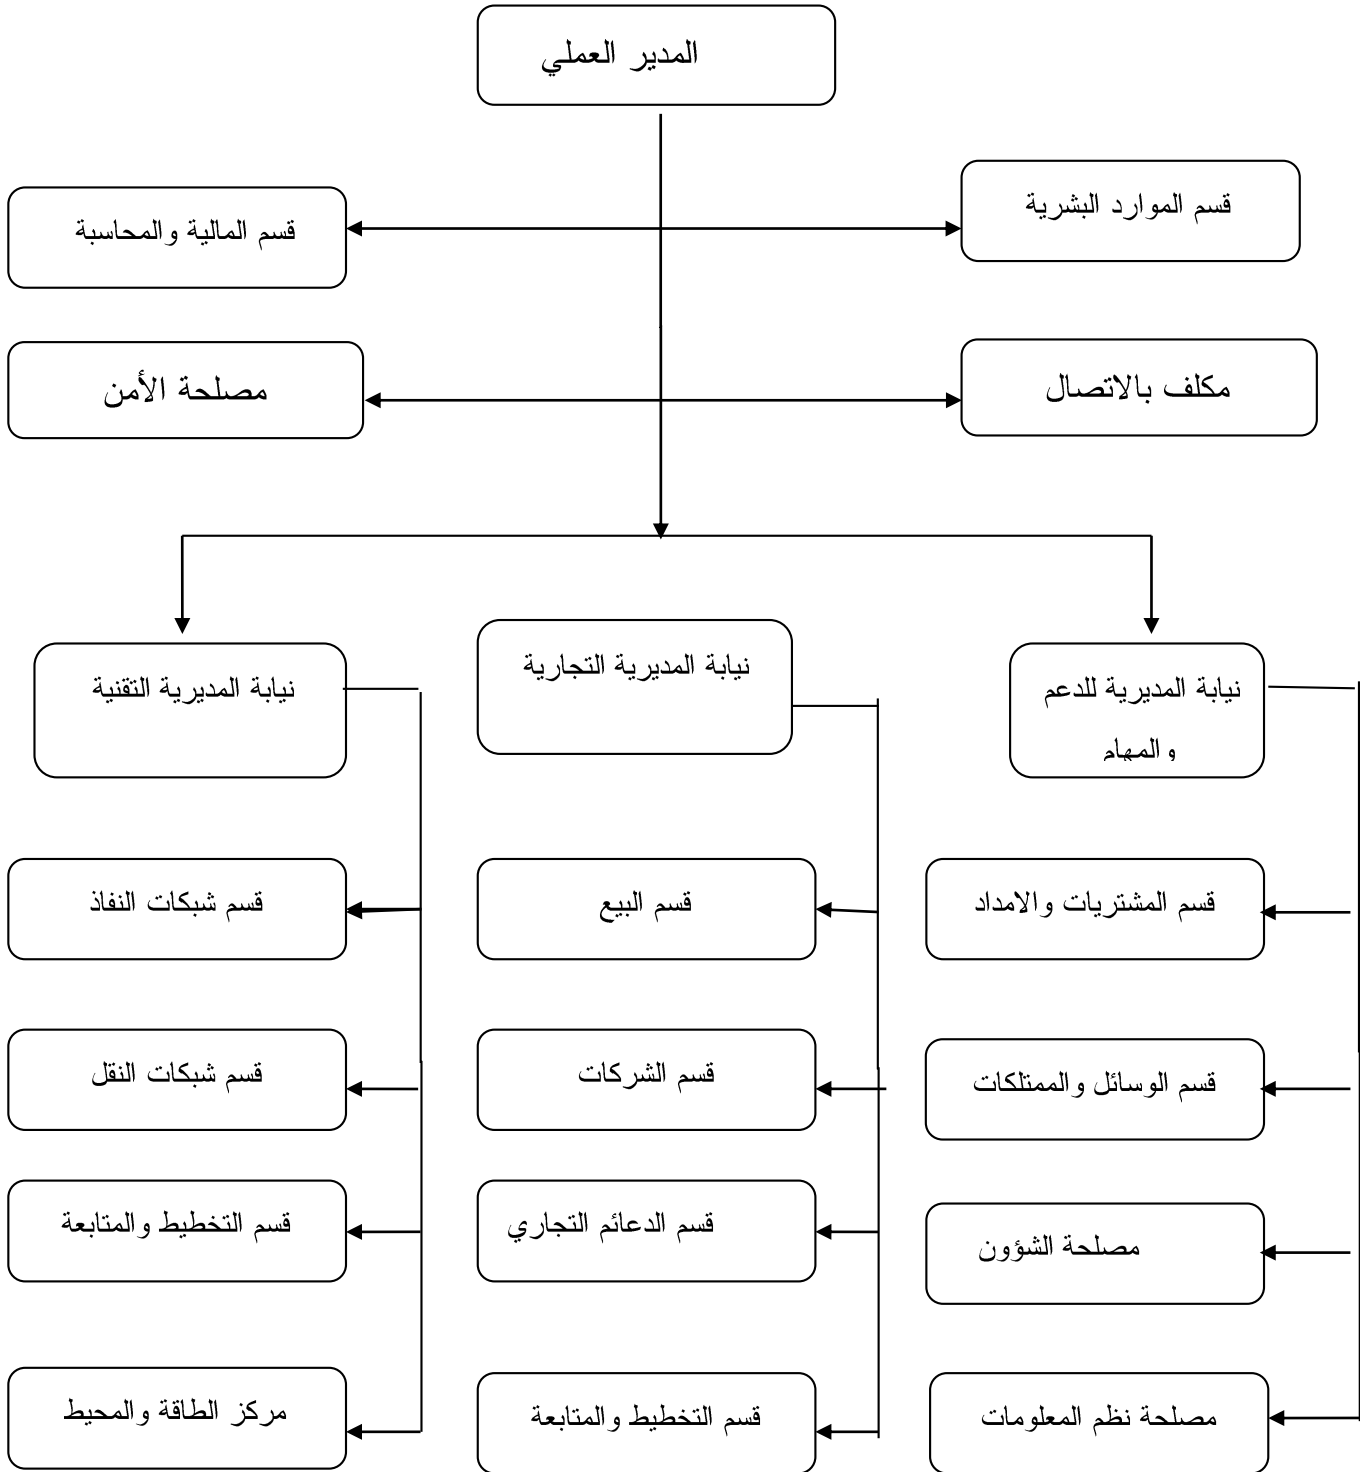 المدير العملي
قسم الموارد البشرية
قسم المالية والمحاسبة
مكلف بالاتصال
مصلحة الأمن
نيابة المديرية للدعم
والمهام
نيابة المديرية التجارية
نيابة المديرية التقنية
قسم المشتريات والامداد
قسم البيع
قسم شبكات النفاذ
قسم الوسائل والممتلكات
قسم الشركات
قسم شبكات النقل
مصلحة الشؤون
قسم الدعائم التجاري
قسم التخطيط والمتابعة
مصلحة نظم المعلومات
قسم التخطيط والمتابعة
مركز الطاقة والمحيط